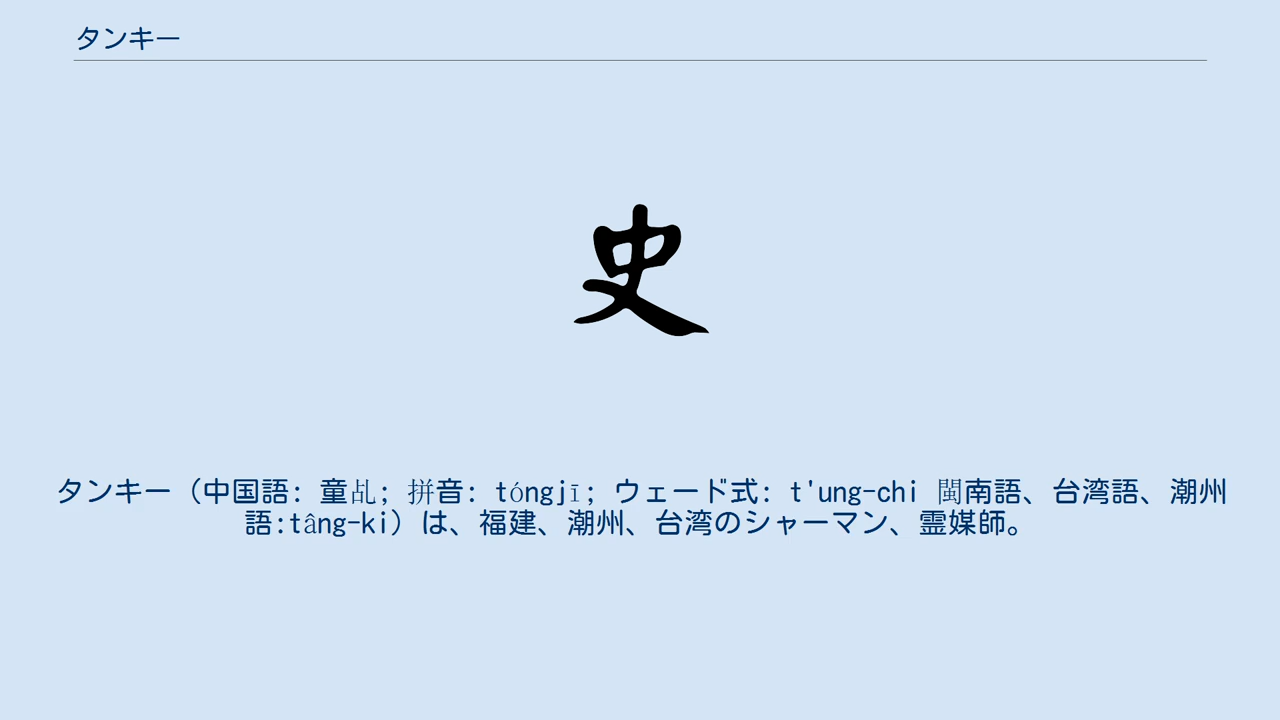 タンキー
史
タンキー（中国語: 童乩; 拼音: tóngjī; ウェード式: t'ung-chi 閩南語、台湾語、潮州
語:tâng-ki）は、福建、潮州、台湾のシャーマン、霊媒師。